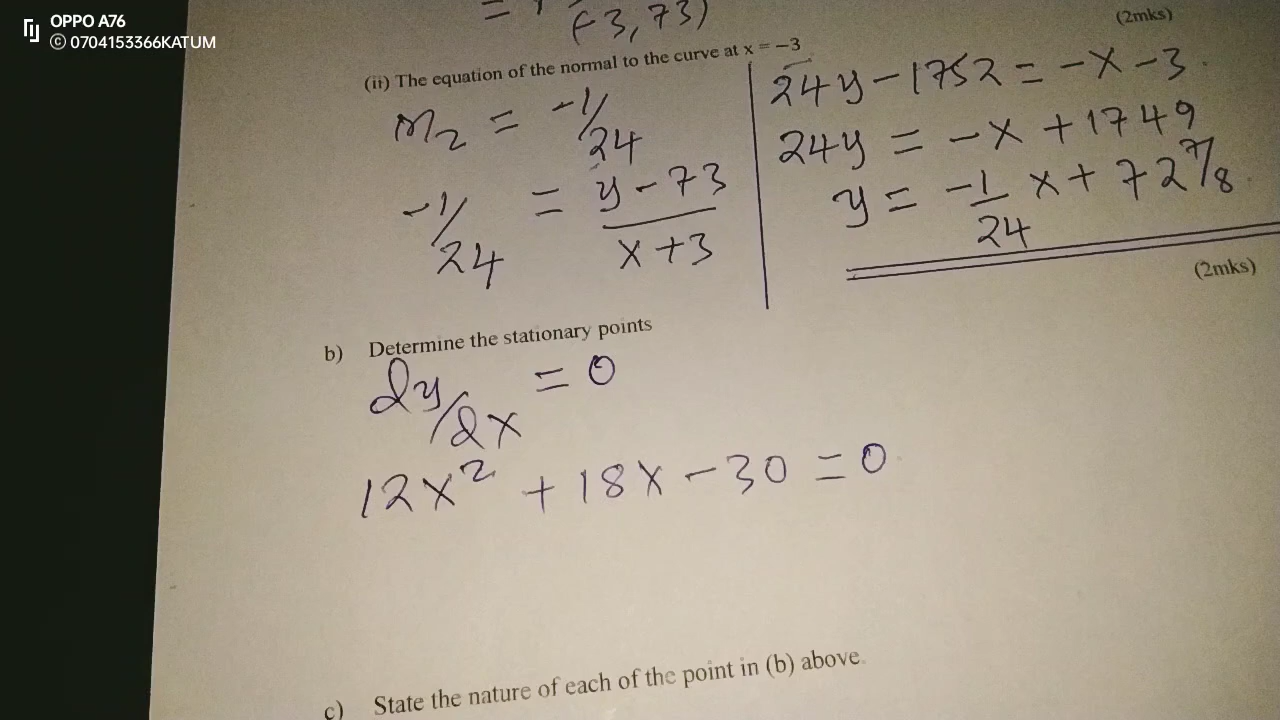 OPPO A76
© 0704153366KATUM
(-3,73)
(2mks)
(ii) The equation of the normal to the curve at x = −3
m2 = -1/24
-1/24 = y-73/x+3
24y-1752 = -x-3
24y = -x+1749
y = -1/24 x + 72 7/8
(2mks)
b) Determine the stationary points
dy/dx = 0
12x² + 18x - 30 = 0
c) State the nature of each of the point in (b) above.